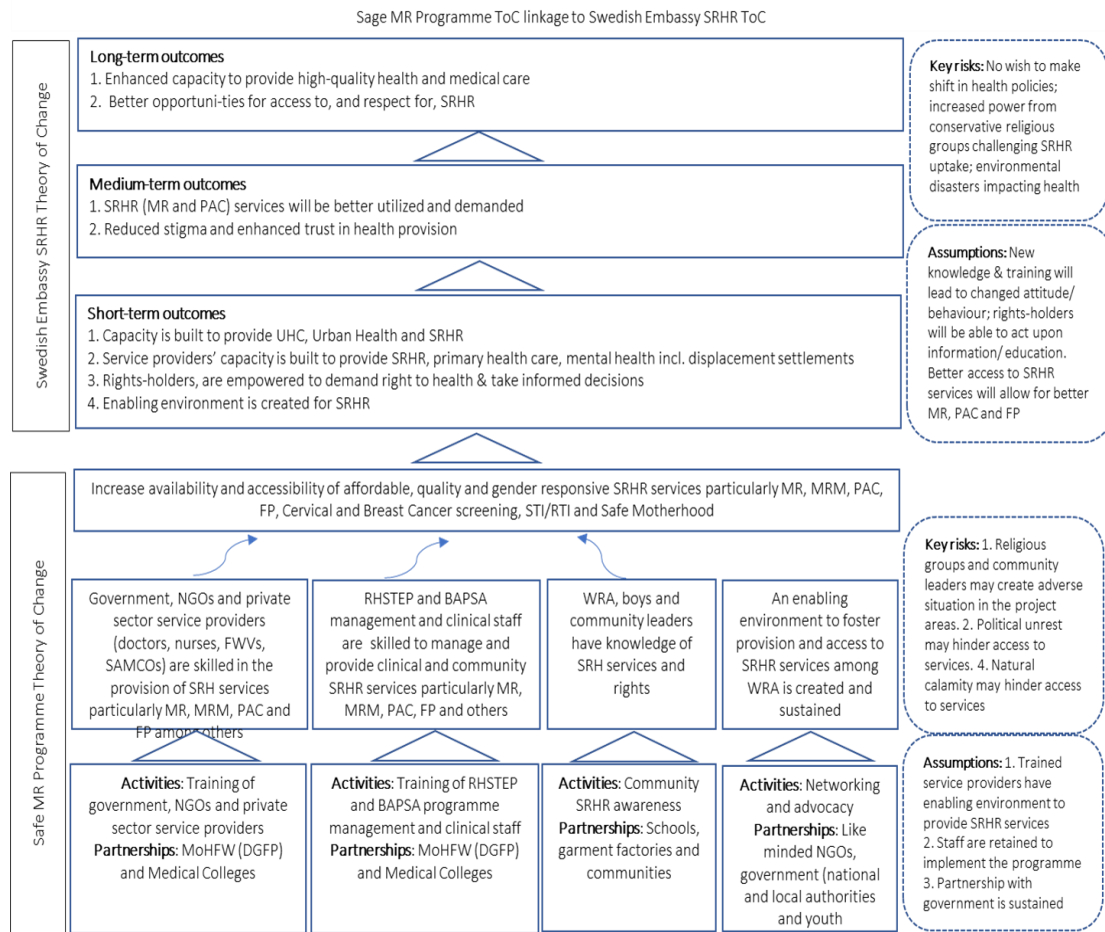 Sage MR Programme ToC linkage to Swedish Embassy SRHR ToC
Swedish Embassy SRHR Theory of Change
Long-term outcomes
1. Enhanced capacity to provide high-quality health and medical care
2. Better opportuni-ties for access to, and respect for, SRHR
Medium-term outcomes
1. SRHR (MR and PAC) services will be better utilized and demanded
2. Reduced stigma and enhanced trust in health provision
Short-term outcomes
1. Capacity is built to provide UHC, Urban Health and SRHR
2. Service providers' capacity is built to provide SRHR, primary health care, mental health incl. displacement settlements
3. Rights-holders, are empowered to demand right to health & take informed decisions
4. Enabling environment is created for SRHR
Key risks: No wish to make
shift in health policies;
increased power from
conservative religious
groups challenging SRHR
uptake; environmental
disasters impacting health
Assumptions: New
knowledge & training will
lead to changed attitude/
behaviour; rights-holders
will be able to act upon
information/ education.
Better access to SRHR
services will allow for better
MR, PAC and FP
Safe MR Programme Theory of Change
Increase availability and accessibility of affordable, quality and gender responsive SRHR services particularly MR, MRM, PAC,
FP, Cervical and Breast Cancer screening, STI/RTI and Safe Motherhood
Government, NGOs and private
sector service providers
(doctors, nurses, FWVs,
SAMCOs) are skilled in the
provision of SRH services
particularly MR, MRM, PAC and
FP among others
RHSTEP and BAPSA
management and clinical staff
are skilled to manage and
provide clinical and community
SRHR services particularly MR,
MRM, PAC, FP and others
WRA, boys and
community leaders
have knowledge of
SRH services and
rights
An enabling
environment to foster
provision and access to
SRHR services among
WRA is created and
sustained
Activities: Training of
government, NGOs and private
sector service providers
Partnerships: MoHFW (DGFP)
and Medical Colleges
Activities: Training of RHSTEP
and BAPSA programme
management and clinical staff
Partnerships: MoHFW (DGFP)
and Medical Colleges
Activities: Community
SRHR awareness
Partnerships: Schools,
garment factories and
communities
Activities: Networking
and advocacy
Partnerships: Like
minded NGOs,
government (national
and local authorities
and youth
Key risks: 1. Religious
groups and community
leaders may create adverse
situation in the project
areas. 2. Political unrest
may hinder access to
services. 4. Natural
calamity may hinder access
to services
Assumptions: 1. Trained
service providers have
enabling environment to
provide SRHR services
2. Staff are retained to
implement the programme
3. Partnership with
government is sustained